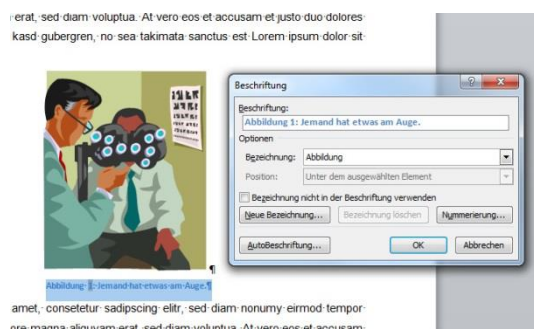 erat, sed diam voluptua. At vero eos et accusam et justo duo dolores
kasd gubergren, no sea takimata sanctus est Lorem ipsum dolor sit
Beschriftung
Beschriftung:
Abbildung 1: Jemand hat etwas am Auge.
Optionen
Bezeichnung: Abbildung
Position: Unter dem ausgewählten Element
Bezeichnung nicht in der Beschriftung verwenden
Neue Bezeichnung... Bezeichnung löschen Nummerierung...
AutoBeschriftung... OK Abbrechen
Abbildung 1: Jemand hat etwas am Auge.¶
amet, consetetur sadipscing elitr, sed diam nonumy eirmod tempor
ore magna aliquyam erat, sed diam voluptua. At vero eos et accusam